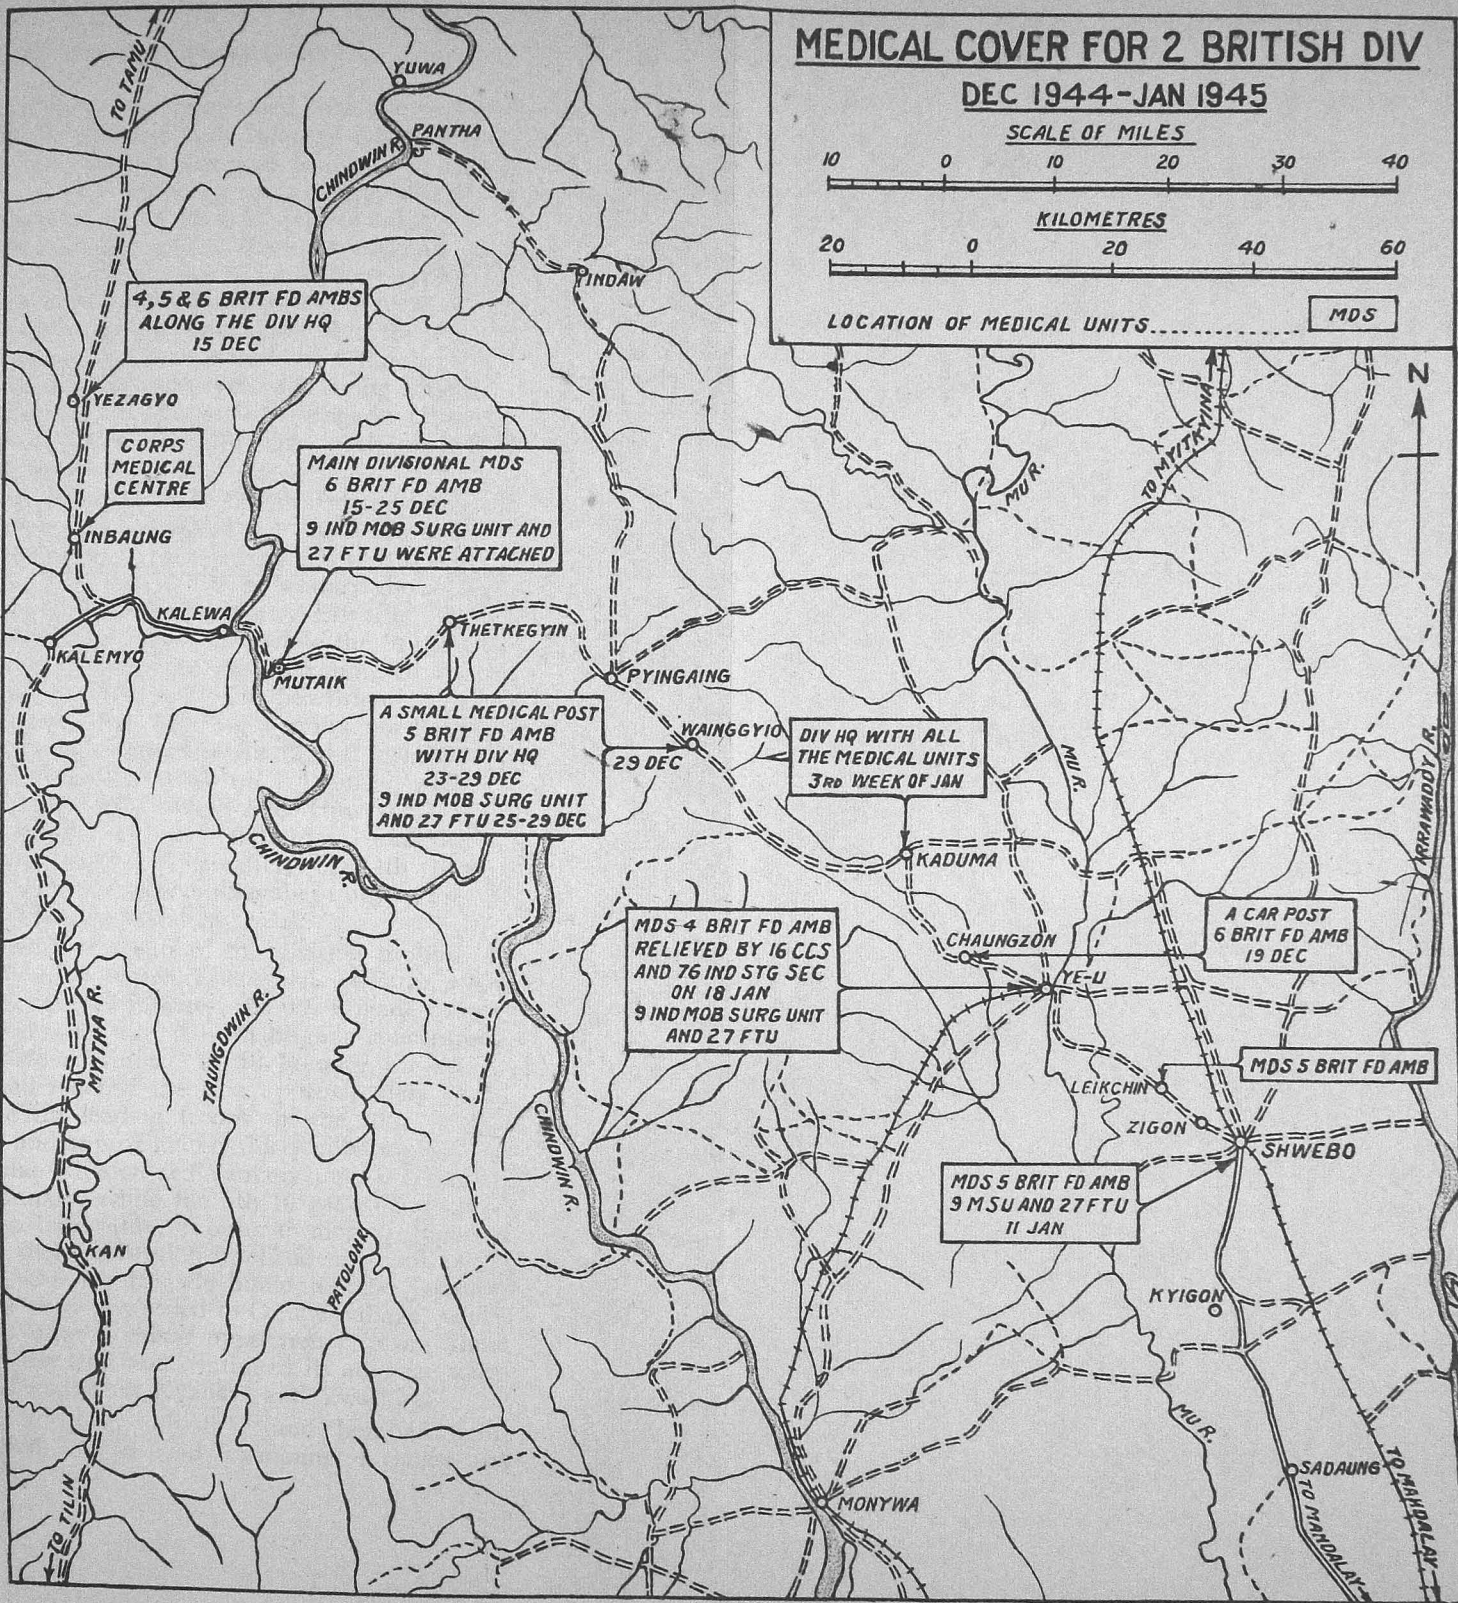 MEDICAL COVER FOR 2 BRITISH DIV
DEC 1944-JAN 1945
SCALE OF MILES
10 0 10 20 30 40
KILOMETRES
20 0 20 40 60
LOCATION OF MEDICAL UNITS............... MDS
N
TO TAMU
YUWA
PANTHA
CHINDWIN R.
YINDAW
4, 5 & 6 BRIT FD AMBS
ALONG THE DIV HQ
15 DEC
YEZAGYO
CORPS
MEDICAL
CENTRE
MAIN DIVISIONAL MDS
6 BRIT FD AMB
15-25 DEC
9 IND MOB SURG UNIT AND
27 FTU WERE ATTACHED
MU R.
TO MYITKYINA
INBAUNG
KALEWA
THETKEGYIN
KALEMYO
MUTAIK
PYINGAING
A SMALL MEDICAL POST
5 BRIT FD AMB
WITH DIV HQ
23-29 DEC
9 IND MOB SURG UNIT
AND 27 FTU 25-29 DEC
29 DEC
WAINGGYIO
DIV HQ WITH ALL
THE MEDICAL UNITS
3RD WEEK OF JAN
MU R.
IRRAWADDY R.
CHINDWIN R.
KADUMA
MDS 4 BRIT FD AMB
RELIEVED BY 16 CCS
AND 76 IND STG SEC
ON 18 JAN
9 IND MOB SURG UNIT
AND 27 FTU
CHAUNGZON
A CAR POST
6 BRIT FD AMB
19 DEC
YE-U
MYTHA R.
TAUNGDWIN R.
MDS 5 BRIT FD AMB
LEIKCHIN
ZIGON
SHWEBO
CHINDWIN R.
MDS 5 BRIT FD AMB
9 MSU AND 27 FTU
11 JAN
KAN
PATOLONR
KYIGON
MU R.
SADAUNG
TO MANDALAY
TO MANDALAY
MONYWA
TO TILIN